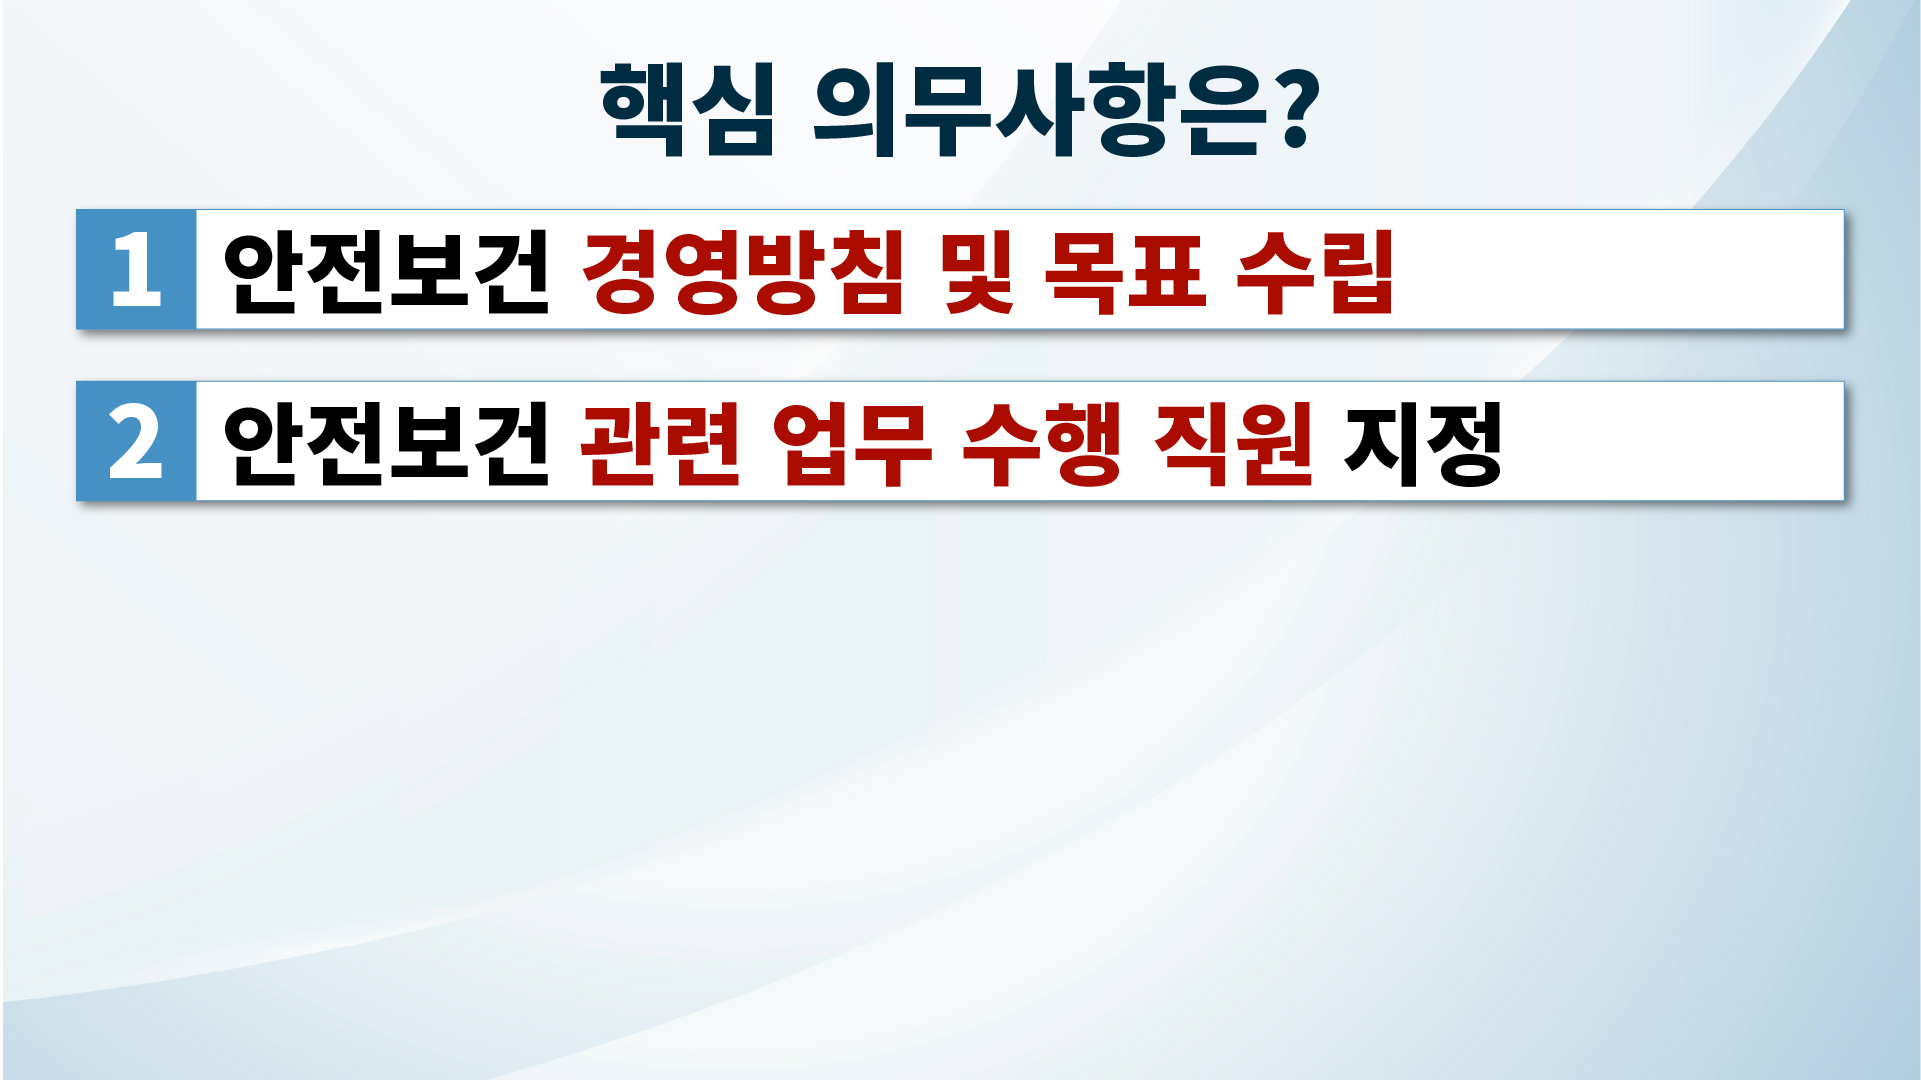 핵심 의무사항은?
1 안전보건 경영방침 및 목표 수립
2 안전보건 관련 업무 수행 직원 지정